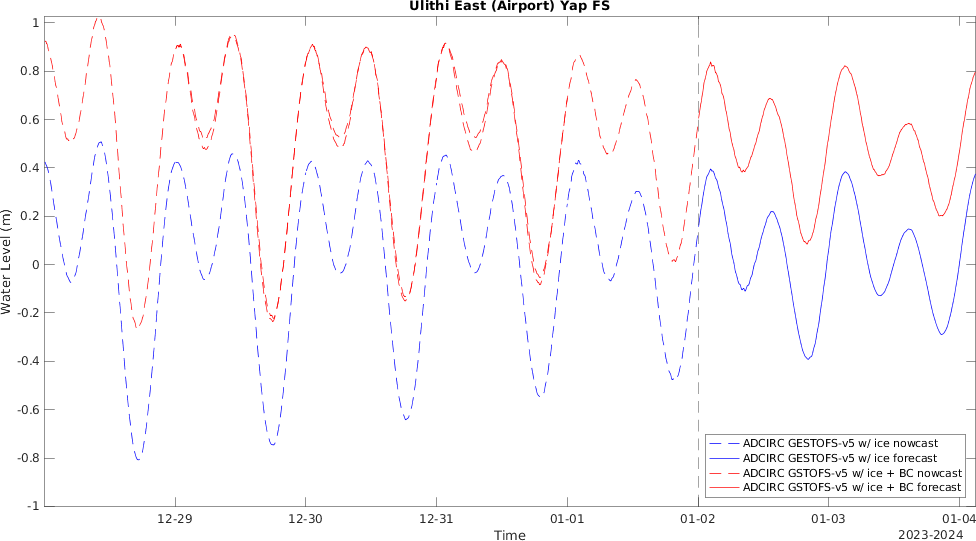 Ulithi East (Airport) Yap FS
Water Level (m)
1
0.8
0.6
0.4
0.2
0
-0.2
-0.4
-0.6
-0.8
-1
ADCIRC GESTOFS-v5 w/ ice nowcast
ADCIRC GESTOFS-v5 w/ ice forecast
ADCIRC GSTOFS-v5 w/ ice + BC nowcast
ADCIRC GSTOFS-v5 w/ ice + BC forecast
12-29 12-30 12-31 01-01 01-02 01-03 01-04
Time
2023-2024